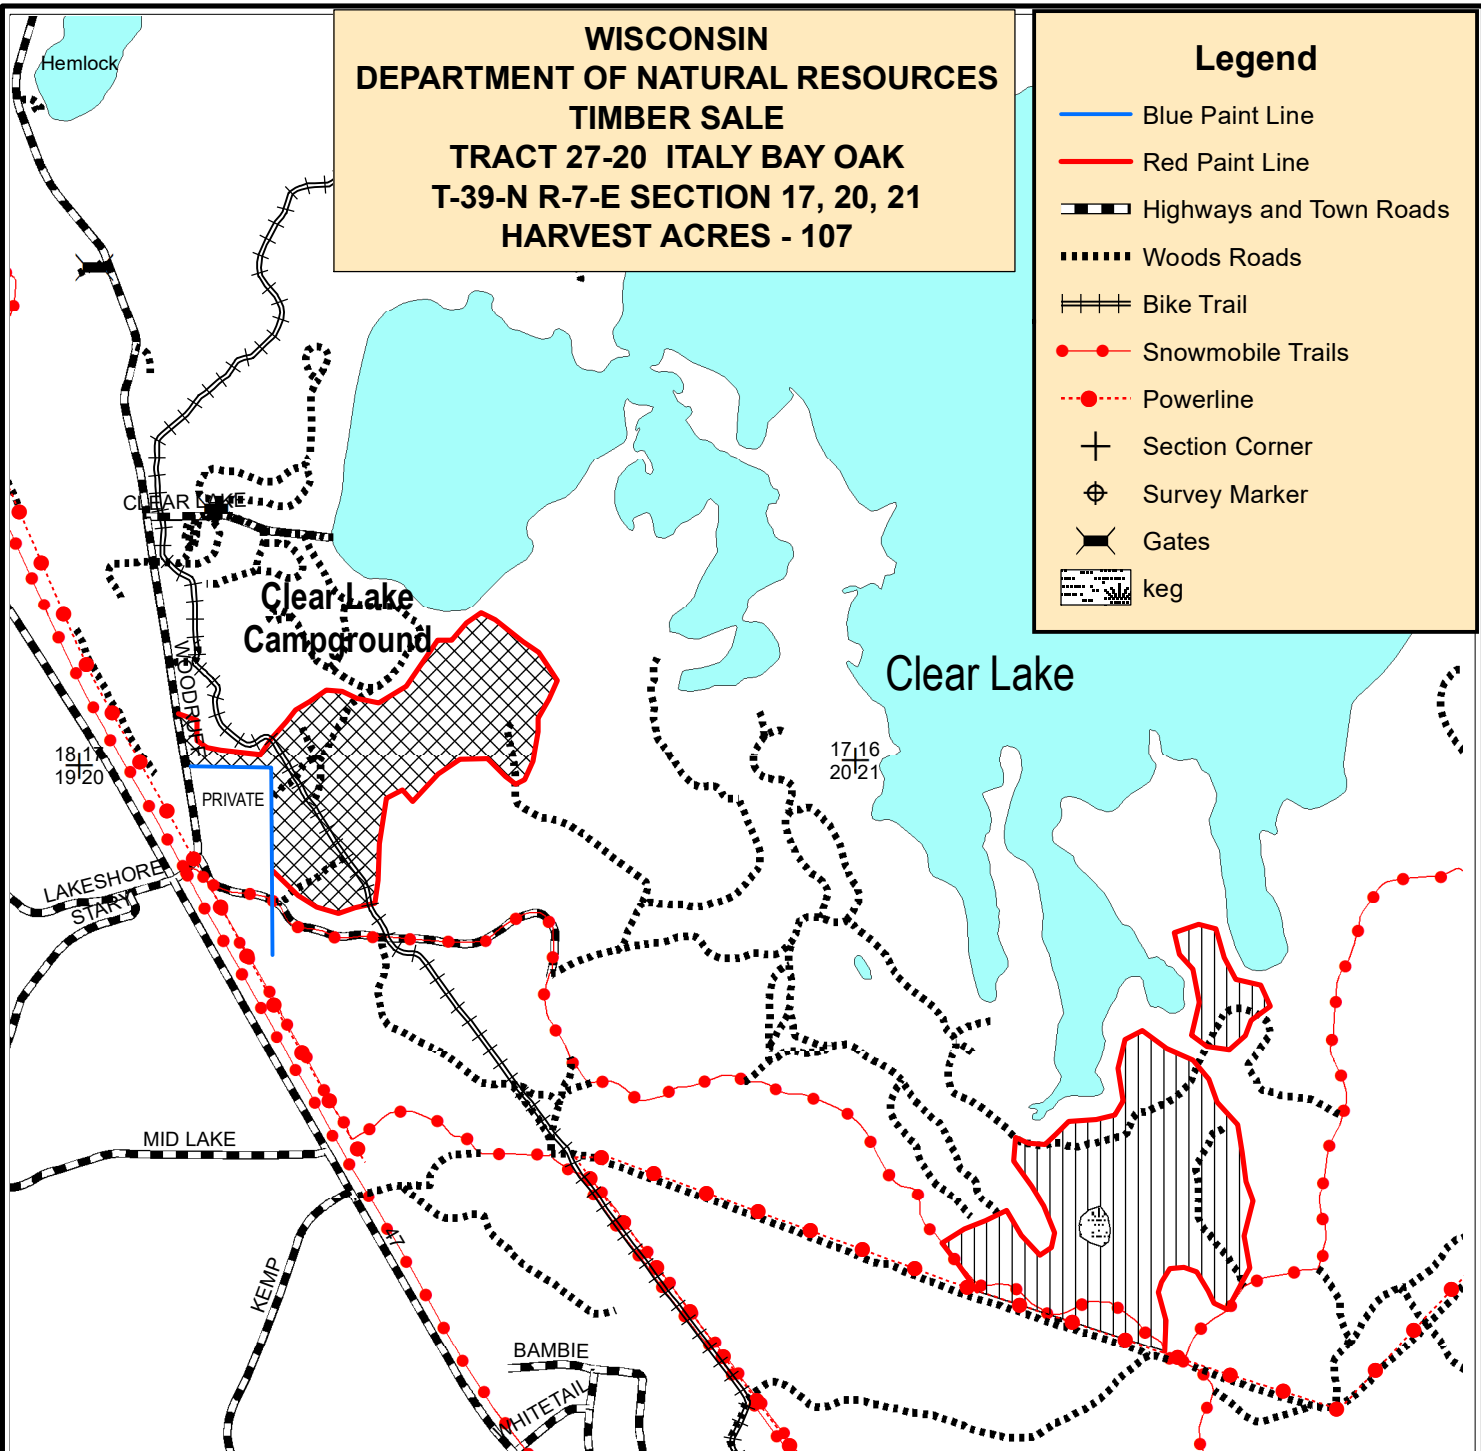 WISCONSIN
DEPARTMENT OF NATURAL RESOURCES
TIMBER SALE
TRACT 27-20 ITALY BAY OAK
T-39-N R-7-E SECTION 17, 20, 21
HARVEST ACRES - 107
Legend
Blue Paint Line
Red Paint Line
Highways and Town Roads
Woods Roads
Bike Trail
Snowmobile Trails
Powerline
Section Corner
Survey Marker
Gates
keg
Hemlock
CLEAR LAKE
Clear Lake
Campground
WOODRUFF
Clear Lake
18 17
19 20
17 16
20 21
PRIVATE
LAKESHORE
STARY
MID LAKE
KEMP
47
BAMBIE
WHITETAIL